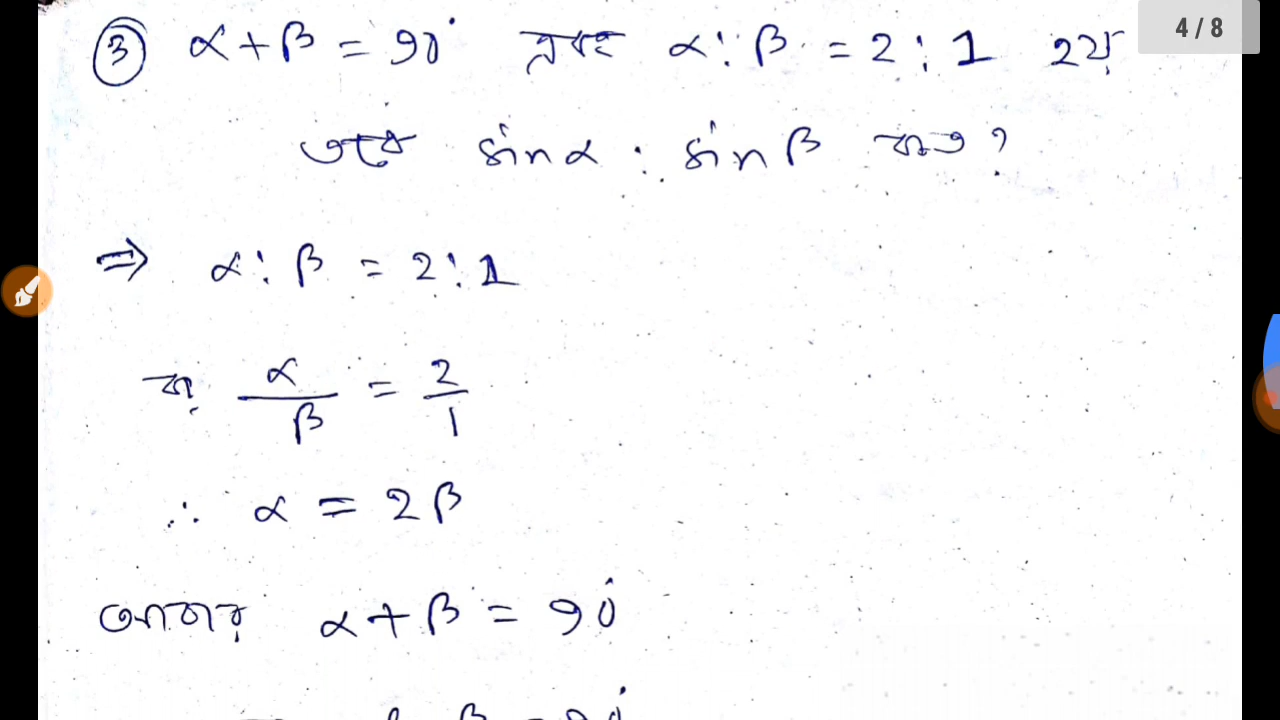 4 / 8
③ α+β = 90° এবং α : β = 2 : 1 হয়
তবে sinα : sinβ কত ?
⇒ α : β = 2 : 1
বা, α/β = 2/1
∴ α = 2β
আবার, α+β = 90°
β = 90°